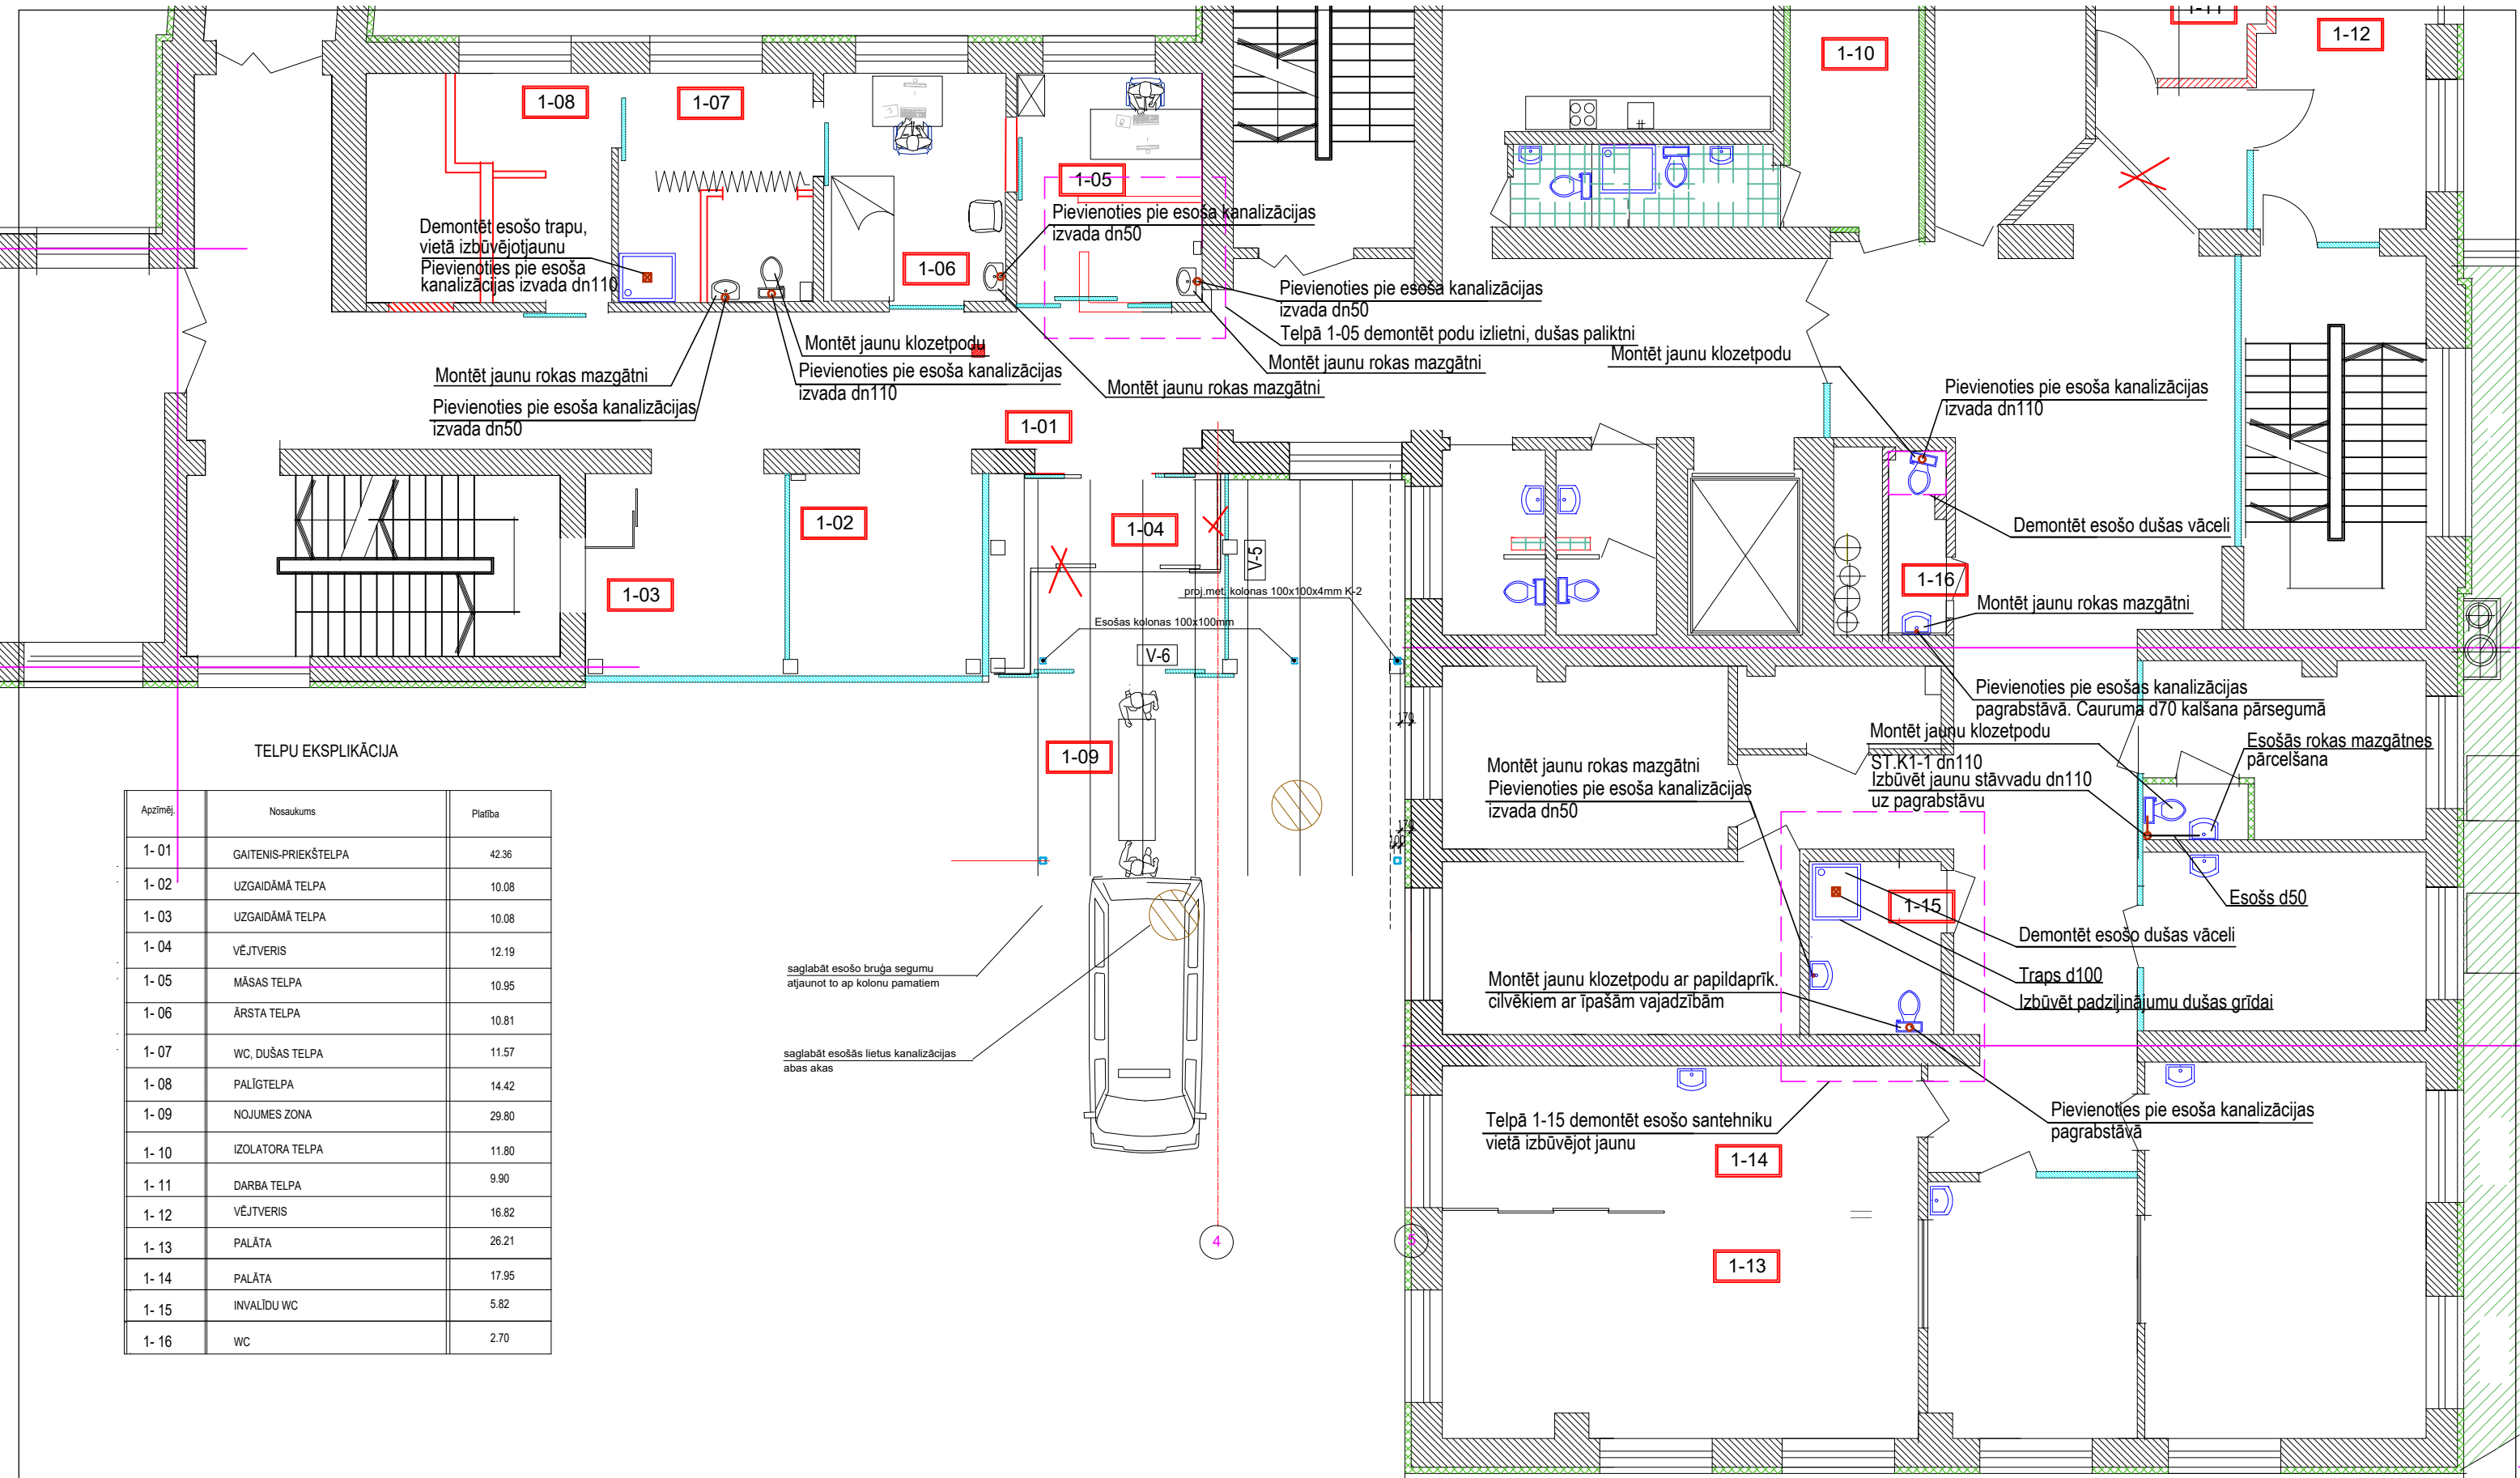 1-11
1-12
1-10
1-08
1-07
1-05
1-06
Demontēt esošo trapu,
vietā izbūvējotjaunu
Pievienoties pie esoša
kanalizācijas izvada dn110
Pievienoties pie esoša kanalizācijas
izvada dn50
Pievienoties pie esoša kanalizācijas
izvada dn50
Telpā 1-05 demontēt podu izlietni, dušas paliktni
Montēt jaunu rokas mazgātni
Montēt jaunu klozetpodu
Pievienoties pie esoša kanalizācijas
izvada dn110
Montēt jaunu rokas mazgātni
Montēt jaunu rokas mazgātni
Pievienoties pie esoša kanalizācijas
izvada dn50
Montēt jaunu klozetpodu
Pievienoties pie esoša kanalizācijas
izvada dn110
1-01
1-02
1-04
1-03
V-5
V-6
proj.met. kolonas 100x100x4mm K-2
Esošas kolonas 100x100mm
Demontēt esošo dušas vāceli
1-16
Montēt jaunu rokas mazgātni
Pievienoties pie esošas kanalizācijas
pagrabstāvā. Cauruma d70 kalšana pārsegumā
Montēt jaunu klozetpodu
ST.K1-1 dn110
Izbūvēt jaunu stāvvadu dn110
uz pagrabstāvu
Esošās rokas mazgātnes
pārcelšana
170
170
100
1-09
Montēt jaunu rokas mazgātni
Pievienoties pie esoša kanalizācijas
izvada dn50
Esošs d50
1-15
Demontēt esošo dušas vāceli
Traps d100
Izbūvēt padziļinājumu dušas grīdai
Montēt jaunu klozetpodu ar papildaprīk.
cilvēkiem ar īpašām vajadzībām
saglabāt esošo bruģa segumu
atjaunot to ap kolonu pamatiem
saglabāt esošās lietus kanalizācijas
abas akas
Telpā 1-15 demontēt esošo santehniku
vietā izbūvējot jaunu
Pievienoties pie esoša kanalizācijas
pagrabstāvā
1-14
1-13
4
5
TELPU EKSPLIKĀCIJA
Apzīmēj. Nosaukums Platība
1- 01 GAITENIS-PRIEKŠTELPA 42.36
1- 02 UZGAIDĀMĀ TELPA 10.08
1- 03 UZGAIDĀMĀ TELPA 10.08
1- 04 VĒJTVERIS 12.19
1- 05 MĀSAS TELPA 10.95
1- 06 ĀRSTA TELPA 10.81
1- 07 WC, DUŠAS TELPA 11.57
1- 08 PALĪGTELPA 14.42
1- 09 NOJUMES ZONA 29.80
1- 10 IZOLATORA TELPA 11.80
1- 11 DARBA TELPA 9.90
1- 12 VĒJTVERIS 16.82
1- 13 PALĀTA 26.21
1- 14 PALĀTA 17.95
1- 15 INVALĪDU WC 5.82
1- 16 WC 2.70